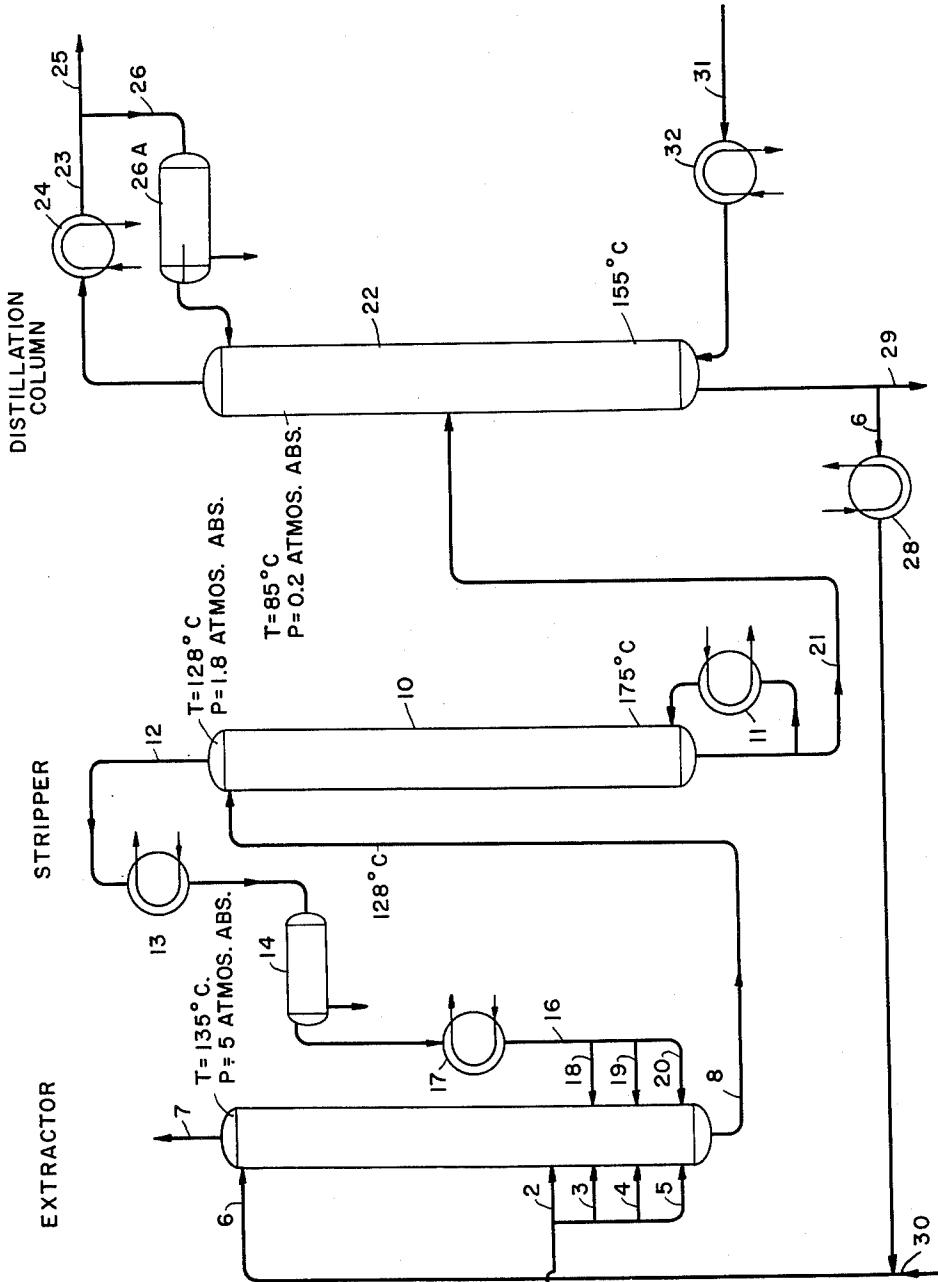 EXTRACTOR
STRIPPER
DISTILLATION
COLUMN
T=135°C.
P=5 ATMOS. ABS.
T=128°C
P=1.8 ATMOS. ABS.
T=85°C
P=0.2 ATMOS. ABS.
128°C
175°C
155°C
6
7
2
3
4
5
8
18
19
20
16
17
14
13
12
10
11
21
22
24
23
25
26
26A
32
31
6
29
28
30